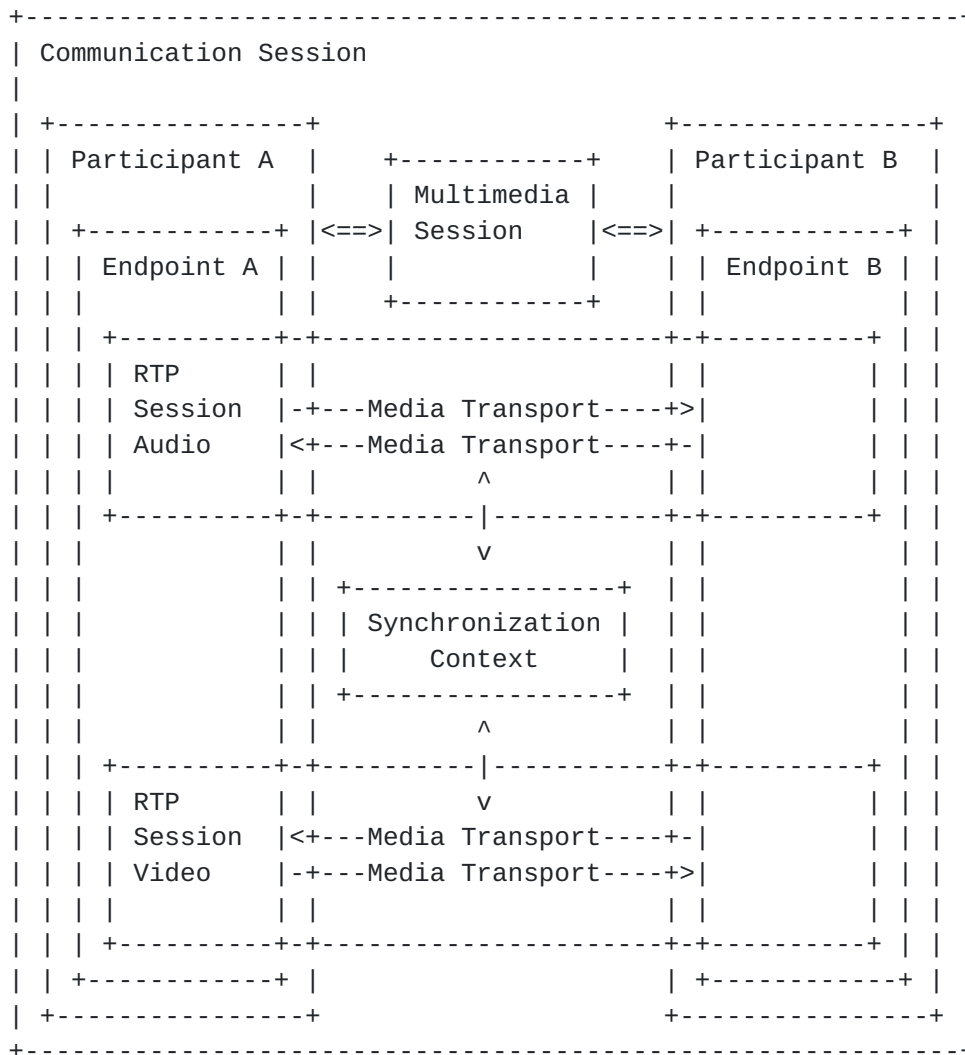 +------------------------------------------------------------+
| Communication Session
|
| +----------------+                      +----------------+
| | Participant A  |    +------------+    | Participant B  |
| |                |    | Multimedia |    |                |
| | +------------+ |<==>| Session    |<==>| +------------+ |
| | | Endpoint A | |    |            |    | | Endpoint B | |
| | |            | |    +------------+    | |            | |
| | | +----------+-+----------------------+-+----------+ | |
| | | | RTP      | |                      | |          | | |
| | | | Session  |-+---Media Transport----+>|          | | |
| | | | Audio    |<+---Media Transport----+-|          | | |
| | | |          | |          ^           | |          | | |
| | | +----------+-+----------|-----------+-+----------+ | |
| | |            | |          v           | |            | |
| | |            | | +-----------------+  | |            | |
| | |            | | | Synchronization |  | |            | |
| | |            | | |     Context     |  | |            | |
| | |            | | +-----------------+  | |            | |
| | |            | |          ^           | |            | |
| | | +----------+-+----------|-----------+-+----------+ | |
| | | | RTP      | |          v           | |          | | |
| | | | Session  |<+---Media Transport----+-|          | | |
| | | | Video    |-+---Media Transport----+>|          | | |
| | | |          | |                      | |          | | |
| | | +----------+-+----------------------+-+----------+ | |
| | +------------+ |                      | +------------+ |
| +----------------+                      +----------------+
+------------------------------------------------------------+